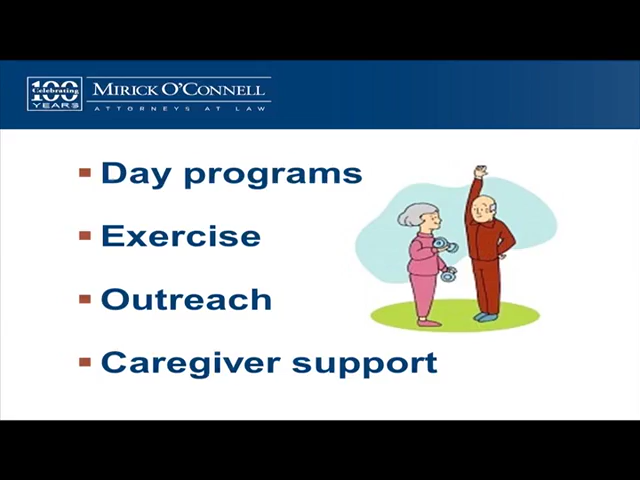 Celebrating
100
YEARS
MIRICK O'CONNELL
ATTORNEYS AT LAW
Day programs
Exercise
Outreach
Caregiver support